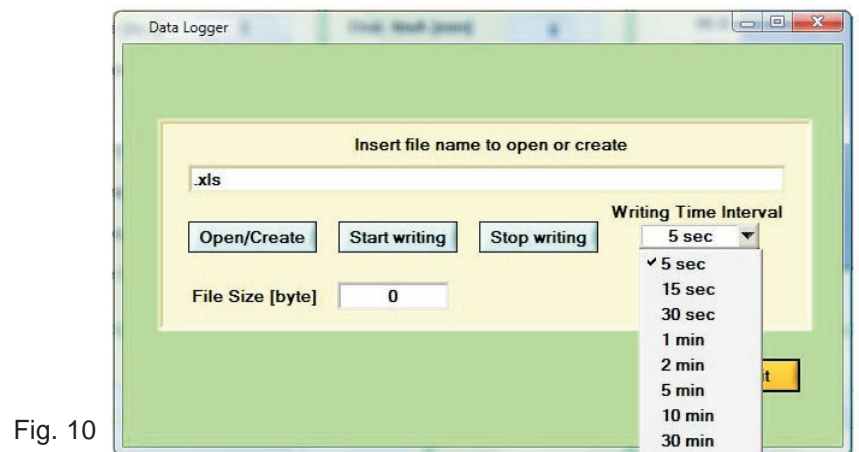 Data Logger
Insert file name to open or create
.xls
Writing Time Interval
Open/Create Start writing Stop writing 5 sec
✓ 5 sec
File Size [byte] 0 15 sec
30 sec
1 min
2 min
5 min
10 min
30 min
Fig. 10